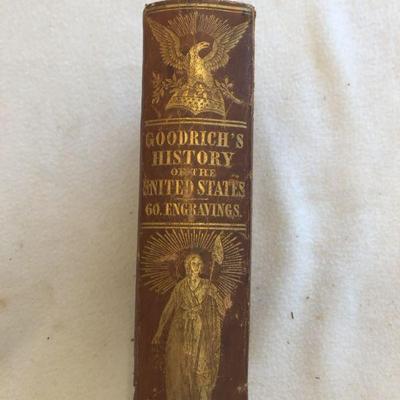 GOODRICH'S
HISTORY
OF THE
UNITED STATES
60. ENGRAVINGS.